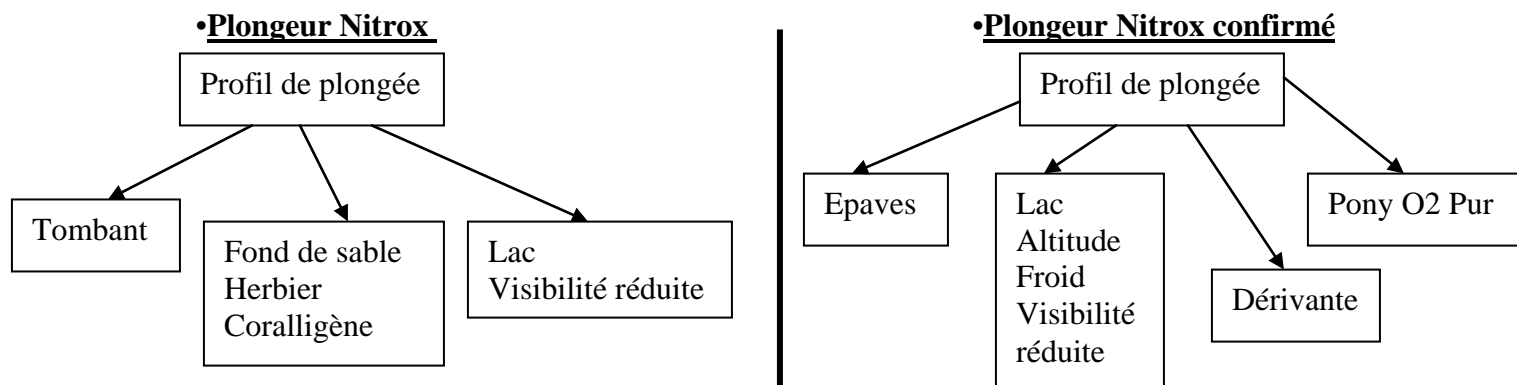 •Plongeur Nitrox
Profil de plongée
Tombant
Fond de sable
Herbier
Coralligène
Lac
Visibilité réduite
•Plongeur Nitrox confirmé
Profil de plongée
Epaves
Lac
Altitude
Froid
Visibilité
réduite
Dérivante
Pony O2 Pur